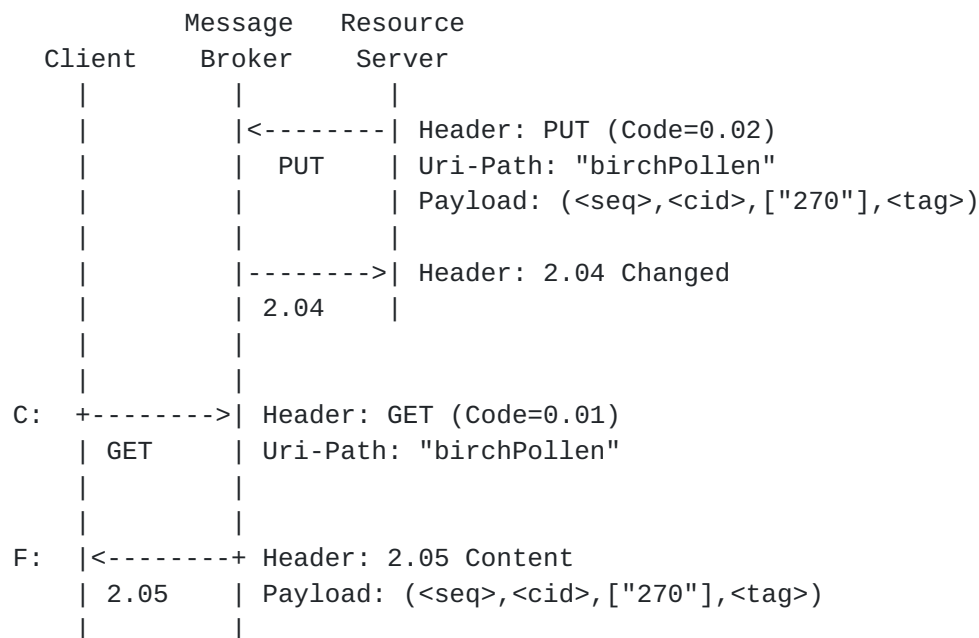 Message Resource
Client Broker Server
| | |
| |<--------| Header: PUT (Code=0.02)
| | PUT | Uri-Path: "birchPollen"
| | | Payload: (<seq>,<cid>,["270"],<tag>)
| | |
| |-------->| Header: 2.04 Changed
| | 2.04 |
| |
| |
C: +-------->| Header: GET (Code=0.01)
| GET | Uri-Path: "birchPollen"
| |
| |
F: |<--------+ Header: 2.05 Content
| 2.05 | Payload: (<seq>,<cid>,["270"],<tag>)
| |